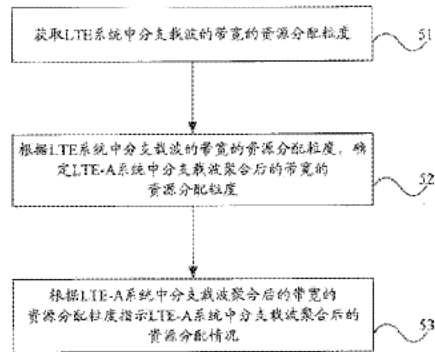 获取LTE系统中分支载波的带宽的资源分配粒度
51
根据LTE系统中分支载波的带宽的资源分配粒度，确
定LTE-A系统中分支载波聚合后的带宽的
资源分配粒度
52
根据LTE-A系统中分支载波聚合后的带宽的
资源分配粒度指示LTE-A系统中分支载波聚合后的
资源分配情况
53